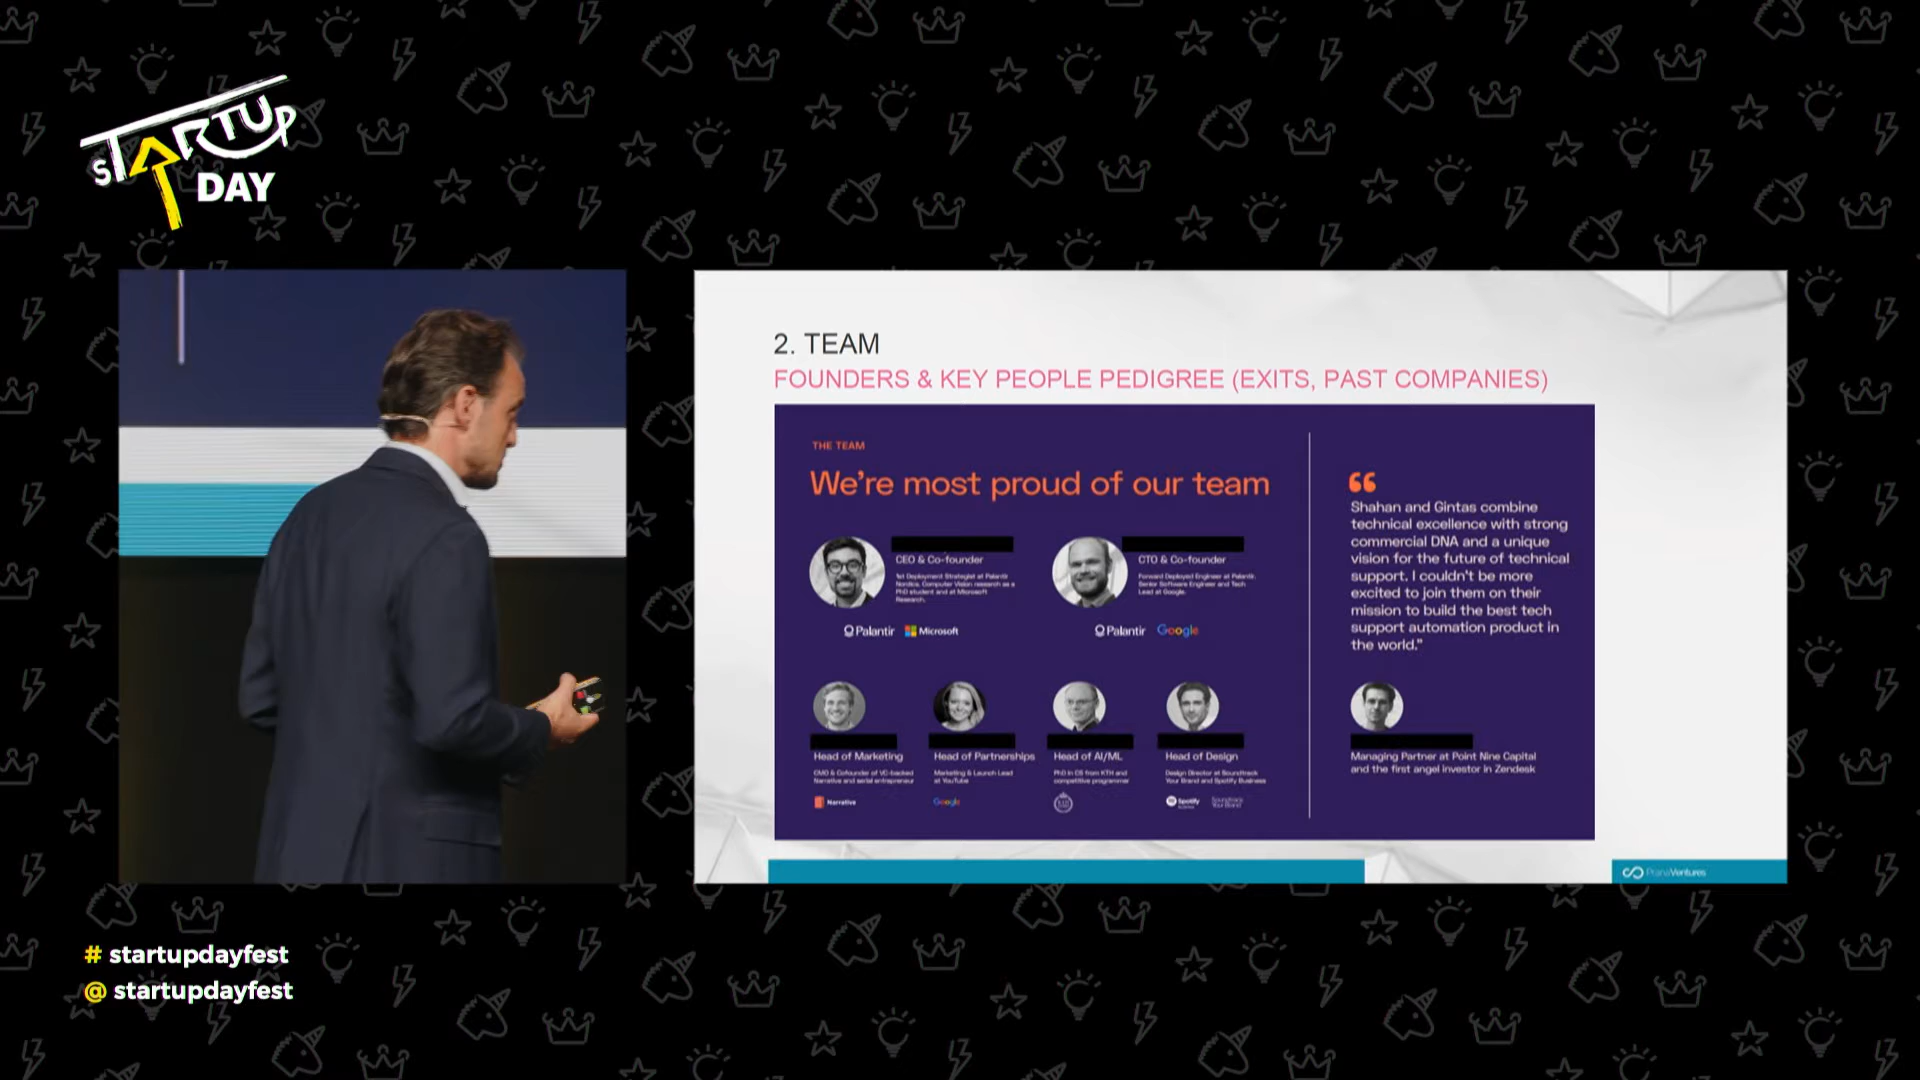 STARTUP
DAY
2. TEAM
FOUNDERS & KEY PEOPLE PEDIGREE (EXITS, PAST COMPANIES)
THE TEAM
We're most proud of our team
CEO & Co-founder
1st Deployment Strategist at Palantir
Nordics, Computer Vision research as a
PhD student and at Microsoft
Research.
Palantir Microsoft
CTO & Co-founder
Forward Deployed Engineer at Palantir,
Senior Software Engineer and Tech
Lead at Google.
Palantir Google
Head of Marketing
CMO & Cofounder of VC-backed
Narrative and serial entrepreneur
Narrative
Head of Partnerships
Marketing & Launch Lead
at YouTube
Google
Head of AI/ML
PhD in CS from KTH and
competitive programmer
Head of Design
Design Director at Soundtrack
Your Brand and Spotify Business
Spotify
Soundtrack
Your Brand
“
Shahan and Gintas combine
technical excellence with strong
commercial DNA and a unique
vision for the future of technical
support. I couldn't be more
excited to join them on their
mission to build the best tech
support automation product in
the world."
Managing Partner at Point Nine Capital
and the first angel investor in Zendesk
PranaVentures
# startupdayfest
@ startupdayfest